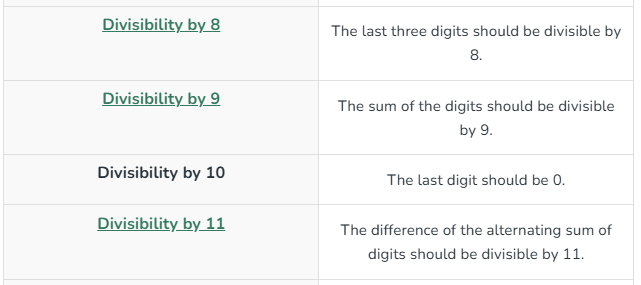 Divisibility by 8
The last three digits should be divisible by
8.
Divisibility by 9
The sum of the digits should be divisible
by 9.
Divisibility by 10
The last digit should be 0.
Divisibility by 11
The difference of the alternating sum of
digits should be divisible by 11.